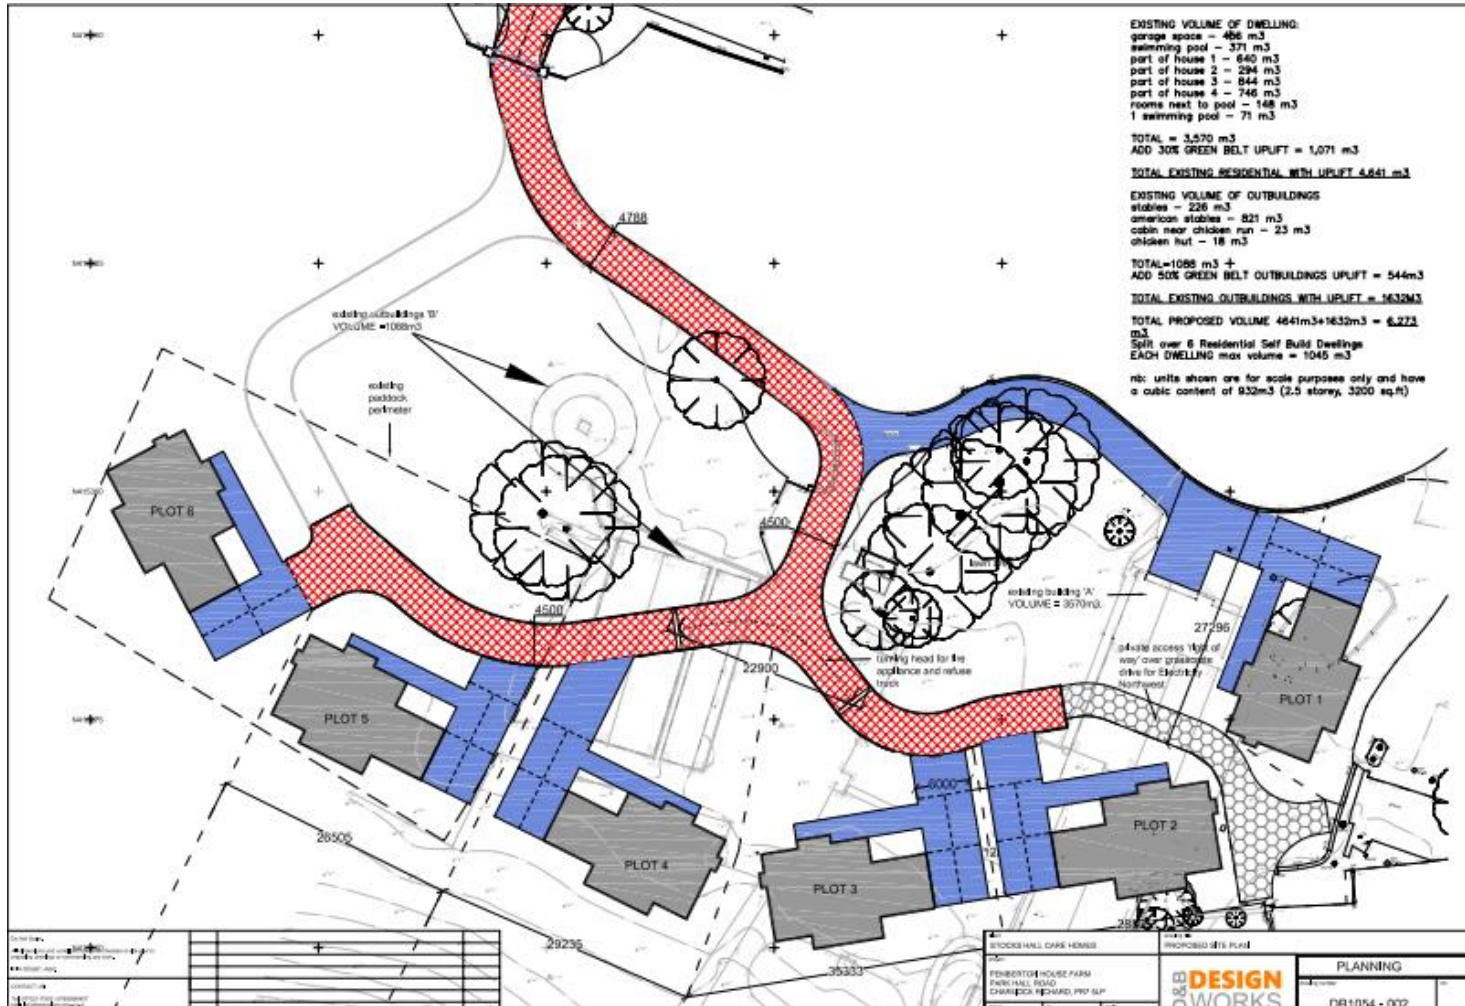 EXISTING VOLUME OF DWELLING:
garage space - 486 m3
swimming pool - 371 m3
part of house 1 - 640 m3
part of house 2 - 294 m3
part of house 3 - 844 m3
part of house 4 - 746 m3
rooms next to pool - 148 m3
1 swimming pool - 71 m3
TOTAL = 3,570 m3
ADD 30% GREEN BELT UPLIFT = 1,071 m3
TOTAL EXISTING RESIDENTIAL WITH UPLIFT 4,641 m3
EXISTING VOLUME OF OUTBUILDINGS
stables - 226 m3
american stables - 821 m3
cabin near chicken run - 23 m3
chicken hut - 18 m3
TOTAL=1088 m3
ADD 50% GREEN BELT OUTBUILDINGS UPLIFT = 544m3
TOTAL EXISTING OUTBUILDINGS WITH UPLIFT = 1632M3
TOTAL PROPOSED VOLUME 4641m3+1632m3 = 6,273
m3
Split over 6 Residential Self Build Dwellings
EACH DWELLING max volume = 1045 m3
nb: units shown are for scale purposes only and have
a cubic content of 932m3 (2.5 storey, 3200 sq.ft)
4788
existing outbuildings 'B'
VOLUME =1088m3
existing
paddock
perimeter
PLOT 6
4500
lawn
existing building 'A'
VOLUME = 3570m3.
4500
27296
22900
turning head for fire
appliance and refuse
truck
private access 'right of
way' over grasscrete
drive for Electricity
Northwest
PLOT 1
PLOT 5
6000
PLOT 2
26505
12
PLOT 4
PLOT 3
29235
35333
STOCKS HALL CARE HOMES
PROPOSED SITE PLAN
PEMBERTON HOUSE FARM
PARK HALL ROAD
CHARNOCK RICHARD, PR7 5LP
D&B DESIGN
WORKS
PLANNING
DB1054 - 002